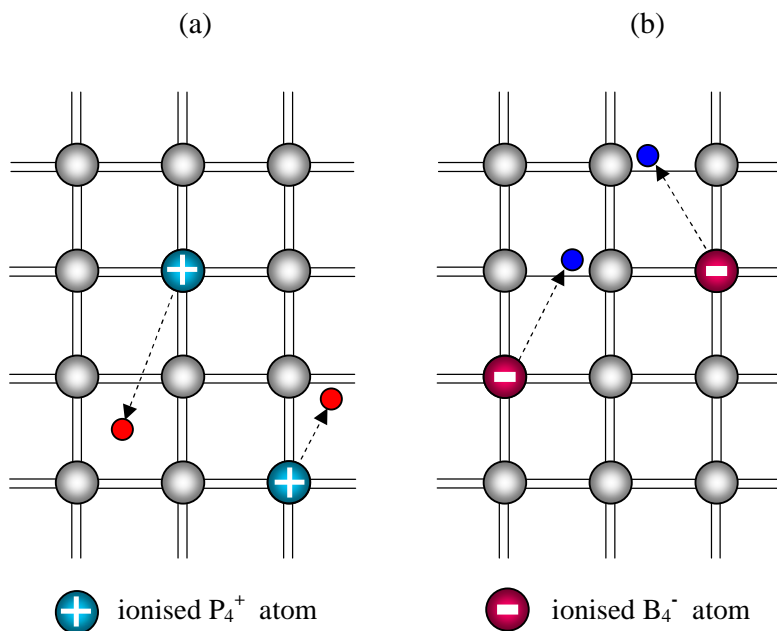 (a) (b)
ionised P₄⁺ atom ionised B₄⁻ atom